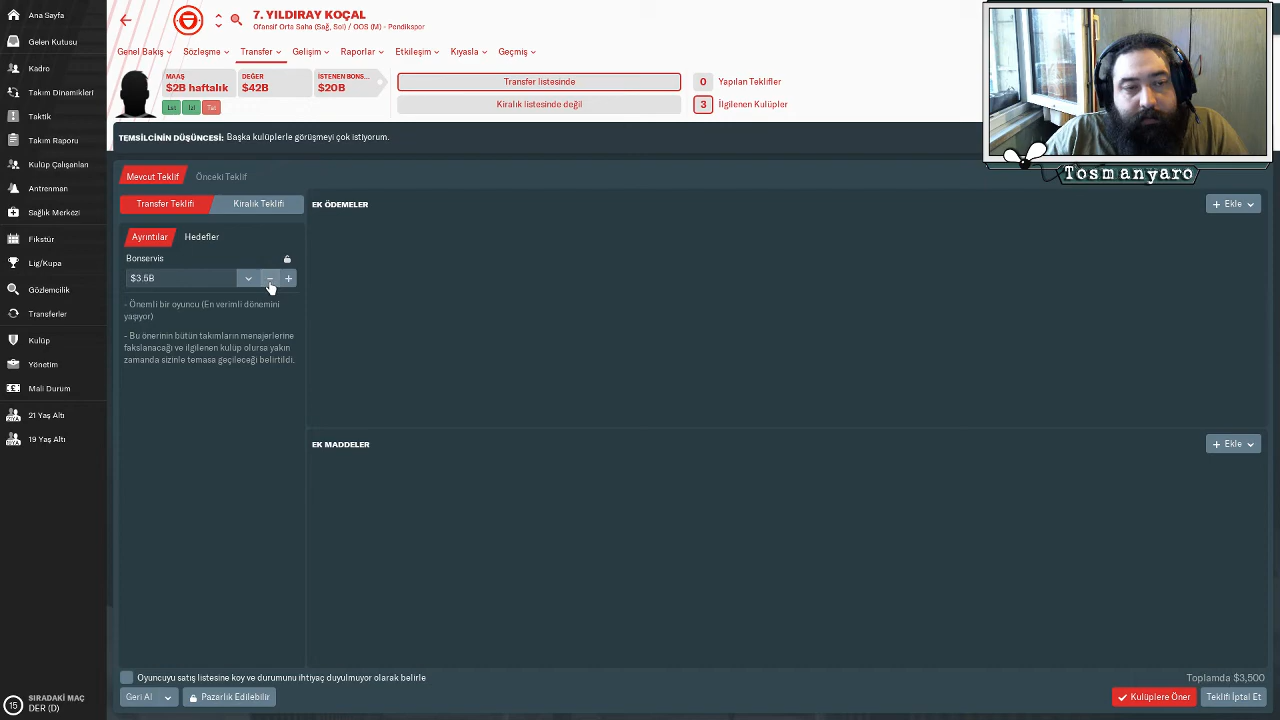 Ana Sayfa
Gelen Kutusu
Kadro
Takım Dinamikleri
Taktik
Takım Raporu
Kulüp Çalışanları
Antrenman
Sağlık Merkezi
Fikstür
Lig/Kupa
Gözlemcilik
Transferler
Kulüp
Yönetim
Mali Durum
21 Yaş Altı
19 Yaş Altı
15
SIRADAKİ MAÇ
DER (D)
7. YILDIRAY KOÇAL
Ofansif Orta Saha (Sağ, Sol) / OOS (M) - Pendikspor
Genel Bakış
Sözleşme
Transfer
Gelişim
Raporlar
Etkileşim
Kıyasla
Geçmiş
MAAŞ
$2B haftalık
DEĞER
$42B
İSTENEN BONS...
$20B
Lst
İzl
Tkt
Transfer listesinde
Kiralık listesinde değil
0 Yapılan Teklifler
3 İlgilenen Kulüpler
TEMSİLCİNİN DÜŞÜNCESİ: Başka kulüplerle görüşmeyi çok istiyorum.
Tosmanyaro
Mevcut Teklif
Önceki Teklif
Transfer Teklifi
Kiralık Teklifi
Ayrıntılar
Hedefler
Bonservis
$3.5B
- Önemli bir oyuncu (En verimli dönemini
yaşıyor)
- Bu önerinin bütün takımların menajerlerine
fakslanacağı ve ilgilenen kulüp olursa yakın
zamanda sizinle temasa geçileceği belirtildi.
EK ÖDEMELER
+ Ekle
EK MADDELER
+ Ekle
Oyuncuyu satış listesine koy ve durumunu ihtiyaç duyulmuyor olarak belirle
Toplamda $3,500
Geri Al
Pazarlık Edilebilir
Kulüplere Öner
Teklifi İptal Et